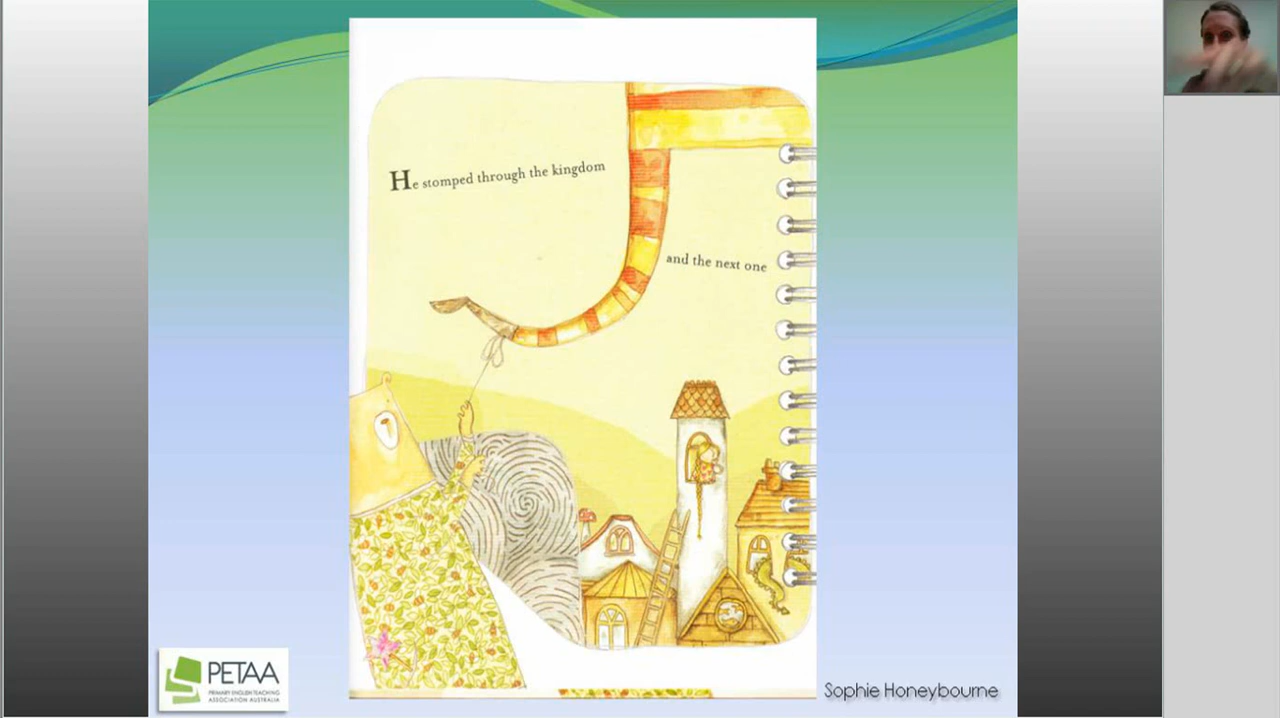 He stomped through the kingdom
and the next one
PETAA
PRIMARY ENGLISH TEACHING
ASSOCIATION AUSTRALIA
Sophie Honeybourne